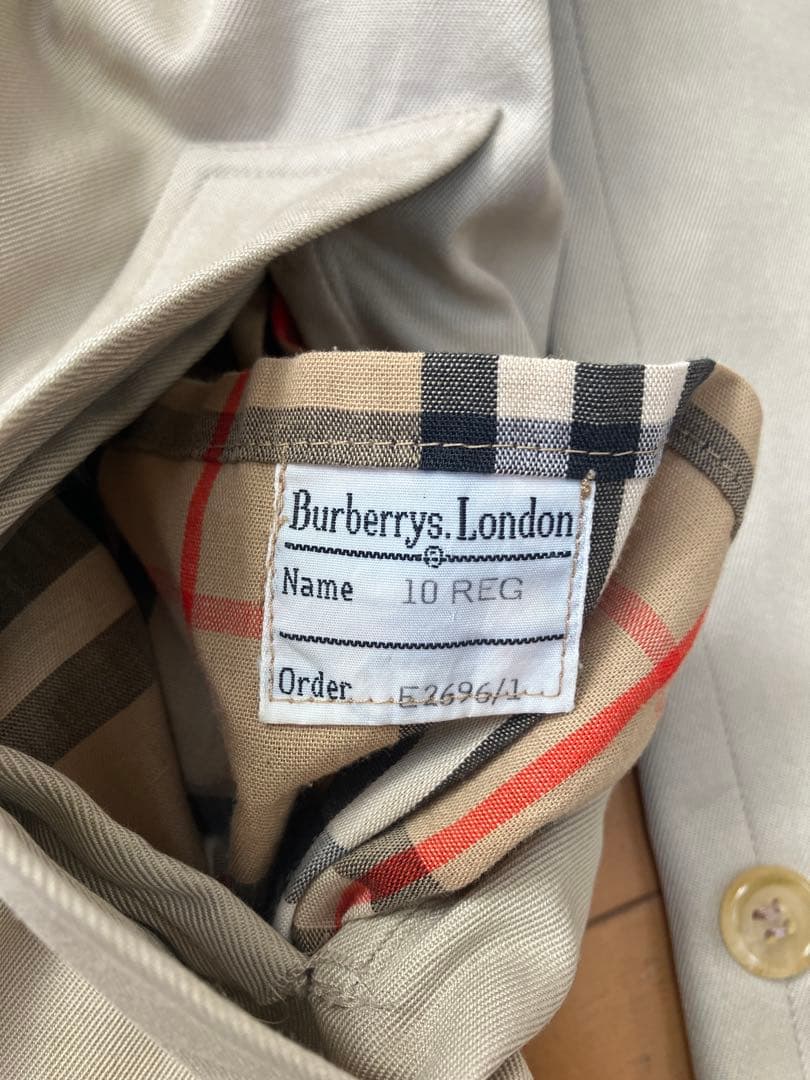 Burberrys. London
Name 10 REG
Order E2696/1